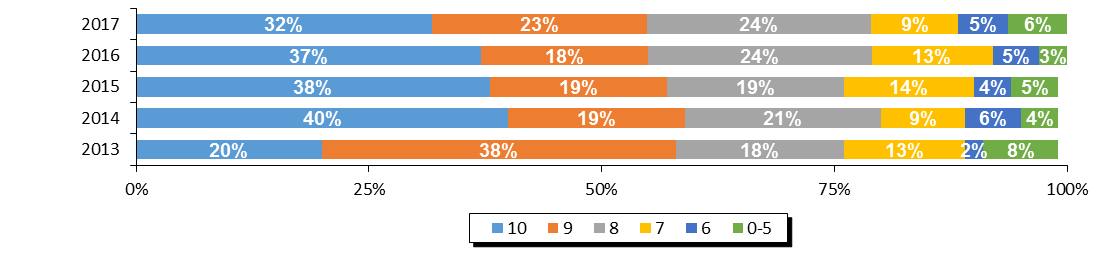 2017 32% 23% 24% 9% 5% 6%
2016 37% 18% 24% 13% 5% 3%
2015 38% 19% 19% 14% 4% 5%
2014 40% 19% 21% 9% 6% 4%
2013 20% 38% 18% 13% 2% 8%
0% 25% 50% 75% 100%
10 9 8 7 6 0-5